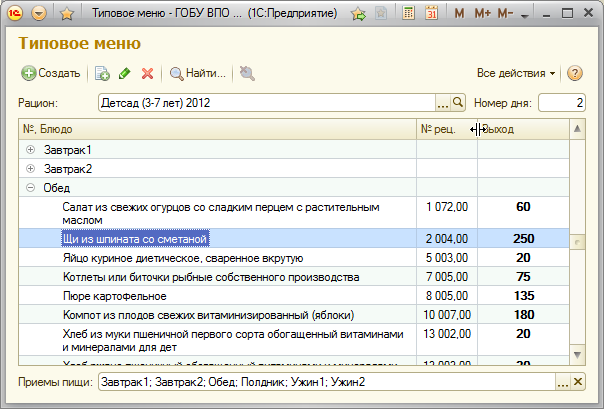 Типовое меню - ГОБУ ВПО ... (1С:Предприятие)
M M+ M-
Типовое меню
Создать Найти... Все действия
Рацион: Детсад (3-7 лет) 2012 ... Номер дня: 2
№, Блюдо № рец. Выход
Завтрак1
Завтрак2
Обед
Салат из свежих огурцов со сладким перцем с растительным
маслом 1 072,00 60
Щи из шпината со сметаной 2 004,00 250
Яйцо куриное диетическое, сваренное вкрутую 5 003,00 20
Котлеты или биточки рыбные собственного производства 7 005,00 75
Пюре картофельное 8 005,00 135
Компот из плодов свежих витаминизированный (яблоки) 10 007,00 180
Хлеб из муки пшеничной первого сорта обогащенный витаминами
и минералами для дет 13 002,00 20
Приемы пищи: Завтрак1; Завтрак2; Обед; Полдник; Ужин1; Ужин2 ...